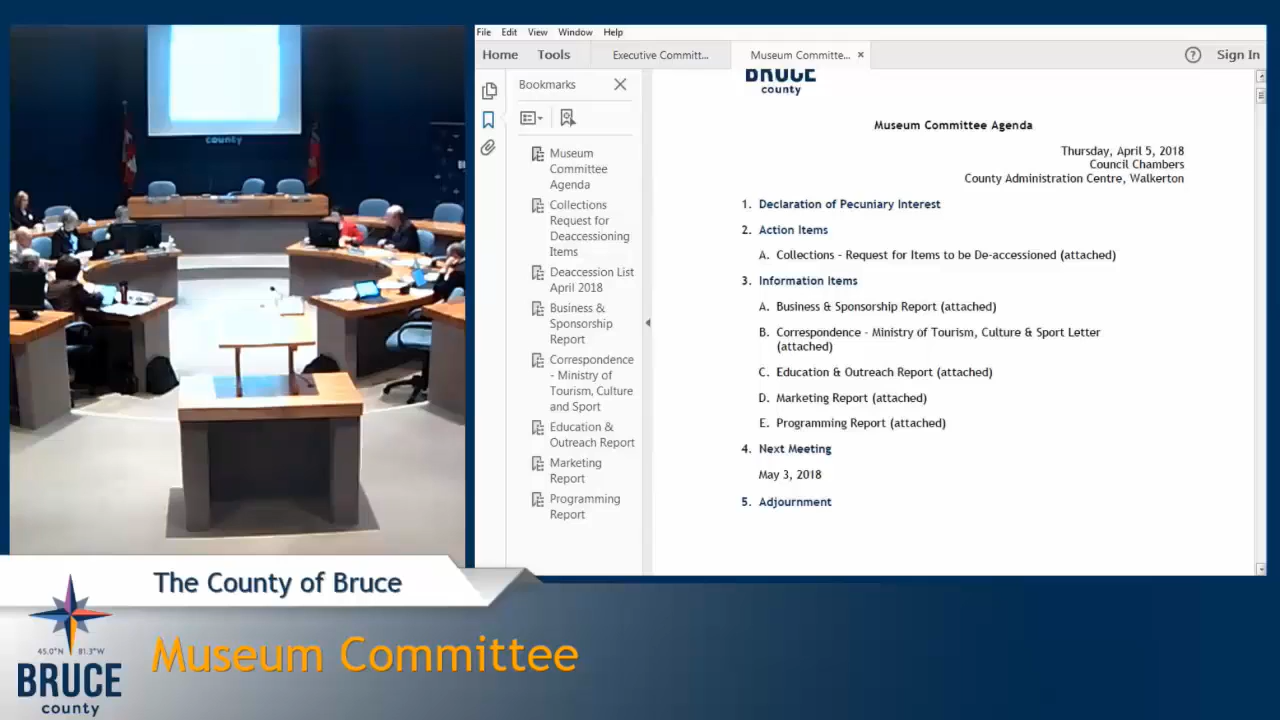 county
File Edit View Window Help
Home Tools Executive Committ... Museum Committe... × ? Sign In
Bookmarks
Museum
Committee
Agenda
Collections
Request for
Deaccessioning
Items
Deaccession List
April 2018
Business &
Sponsorship
Report
Correspondence
- Ministry of
Tourism, Culture
and Sport
Education &
Outreach Report
Marketing
Report
Programming
Report
BRUCE
county
Museum Committee Agenda
Thursday, April 5, 2018
Council Chambers
County Administration Centre, Walkerton
1. Declaration of Pecuniary Interest
2. Action Items
A. Collections - Request for Items to be De-accessioned (attached)
3. Information Items
A. Business & Sponsorship Report (attached)
B. Correspondence - Ministry of Tourism, Culture & Sport Letter
(attached)
C. Education & Outreach Report (attached)
D. Marketing Report (attached)
E. Programming Report (attached)
4. Next Meeting
May 3, 2018
5. Adjournment
The County of Bruce
Museum Committee
45.0°N 81.3°W
BRUCE
county